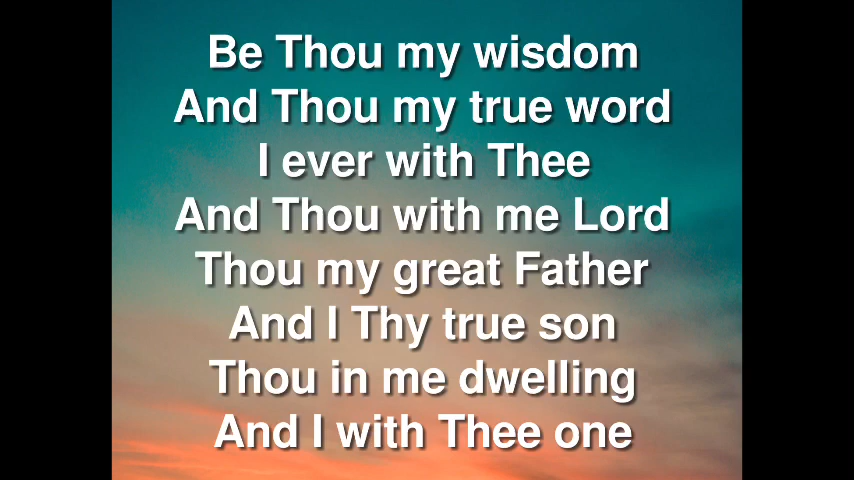 Be Thou my wisdom
And Thou my true word
I ever with Thee
And Thou with me Lord
Thou my great Father
And I Thy true son
Thou in me dwelling
And I with Thee one